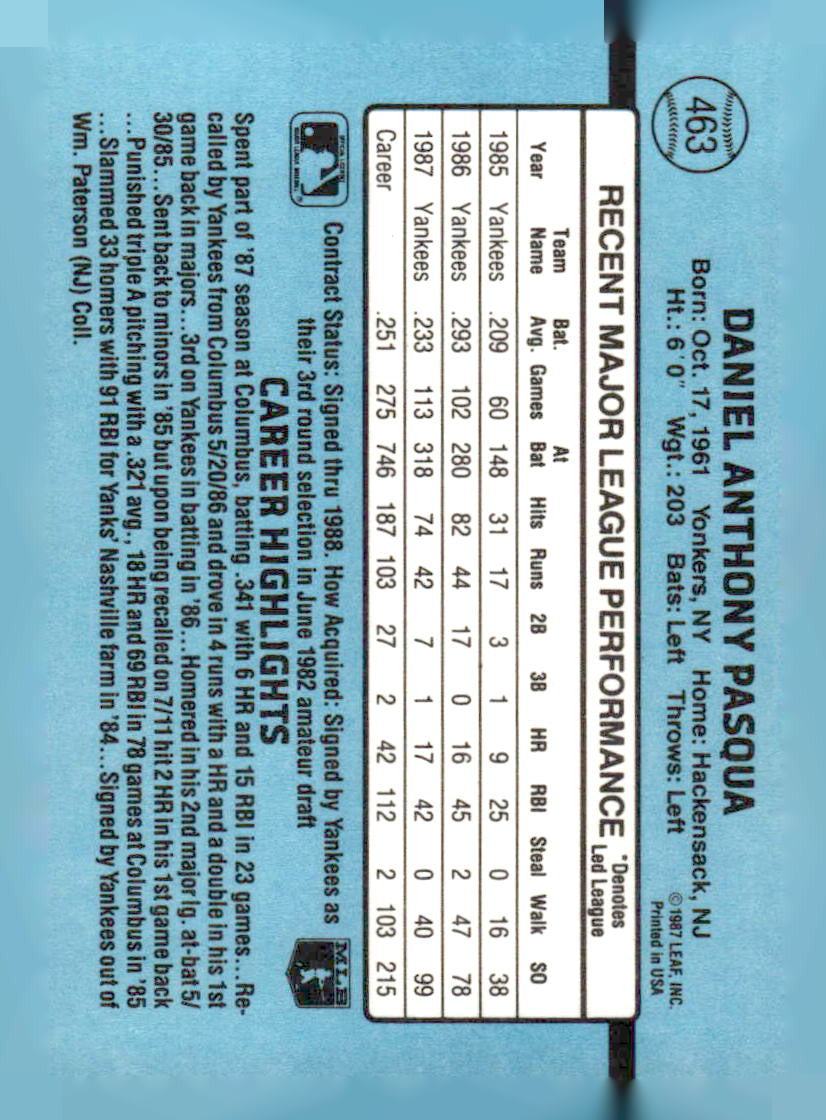 463
DANIEL ANTHONY PASQUA
Born: Oct. 17, 1961 Yonkers, NY Home: Hackensack, NJ
Ht.: 6'0" Wgt.: 203 Bats: Left Throws: Left
©1987 LEAF, INC.
Printed in USA
RECENT MAJOR LEAGUE PERFORMANCE *Denotes Led League
Year Team Name Bat. Avg. Games At Bat Hits Runs 2B 3B HR RBI Steal Walk SO
1985 Yankees .209 60 148 31 17 3 1 9 25 0 16 38
1986 Yankees .293 102 280 82 44 17 0 16 45 2 47 78
1987 Yankees .233 113 318 74 42 7 1 17 42 0 40 99
Career .251 275 746 187 103 27 2 42 112 2 103 215
Contract Status: Signed thru 1988. How Acquired: Signed by Yankees as
their 3rd round selection in June 1982 amateur draft
MLB
CAREER HIGHLIGHTS
Spent part of '87 season at Columbus, batting .341 with 6 HR and 15 RBI in 23 games...Re-
called by Yankees from Columbus 5/20/86 and drove in 4 runs with a HR and a double in his 1st
game back in majors...3rd on Yankees in batting in '86...Homered in his 2nd major lg. at-bat 5/
30/85...Sent back to minors in '85 but upon being recalled on 7/11 hit 2 HR in his 1st game back
...Punished triple A pitching with a .321 avg., 18 HR and 69 RBI in 78 games at Columbus in '85
...Slammed 33 homers with 91 RBI for Yanks' Nashville farm in '84...Signed by Yankees out of
Wm. Paterson (NJ) Coll.